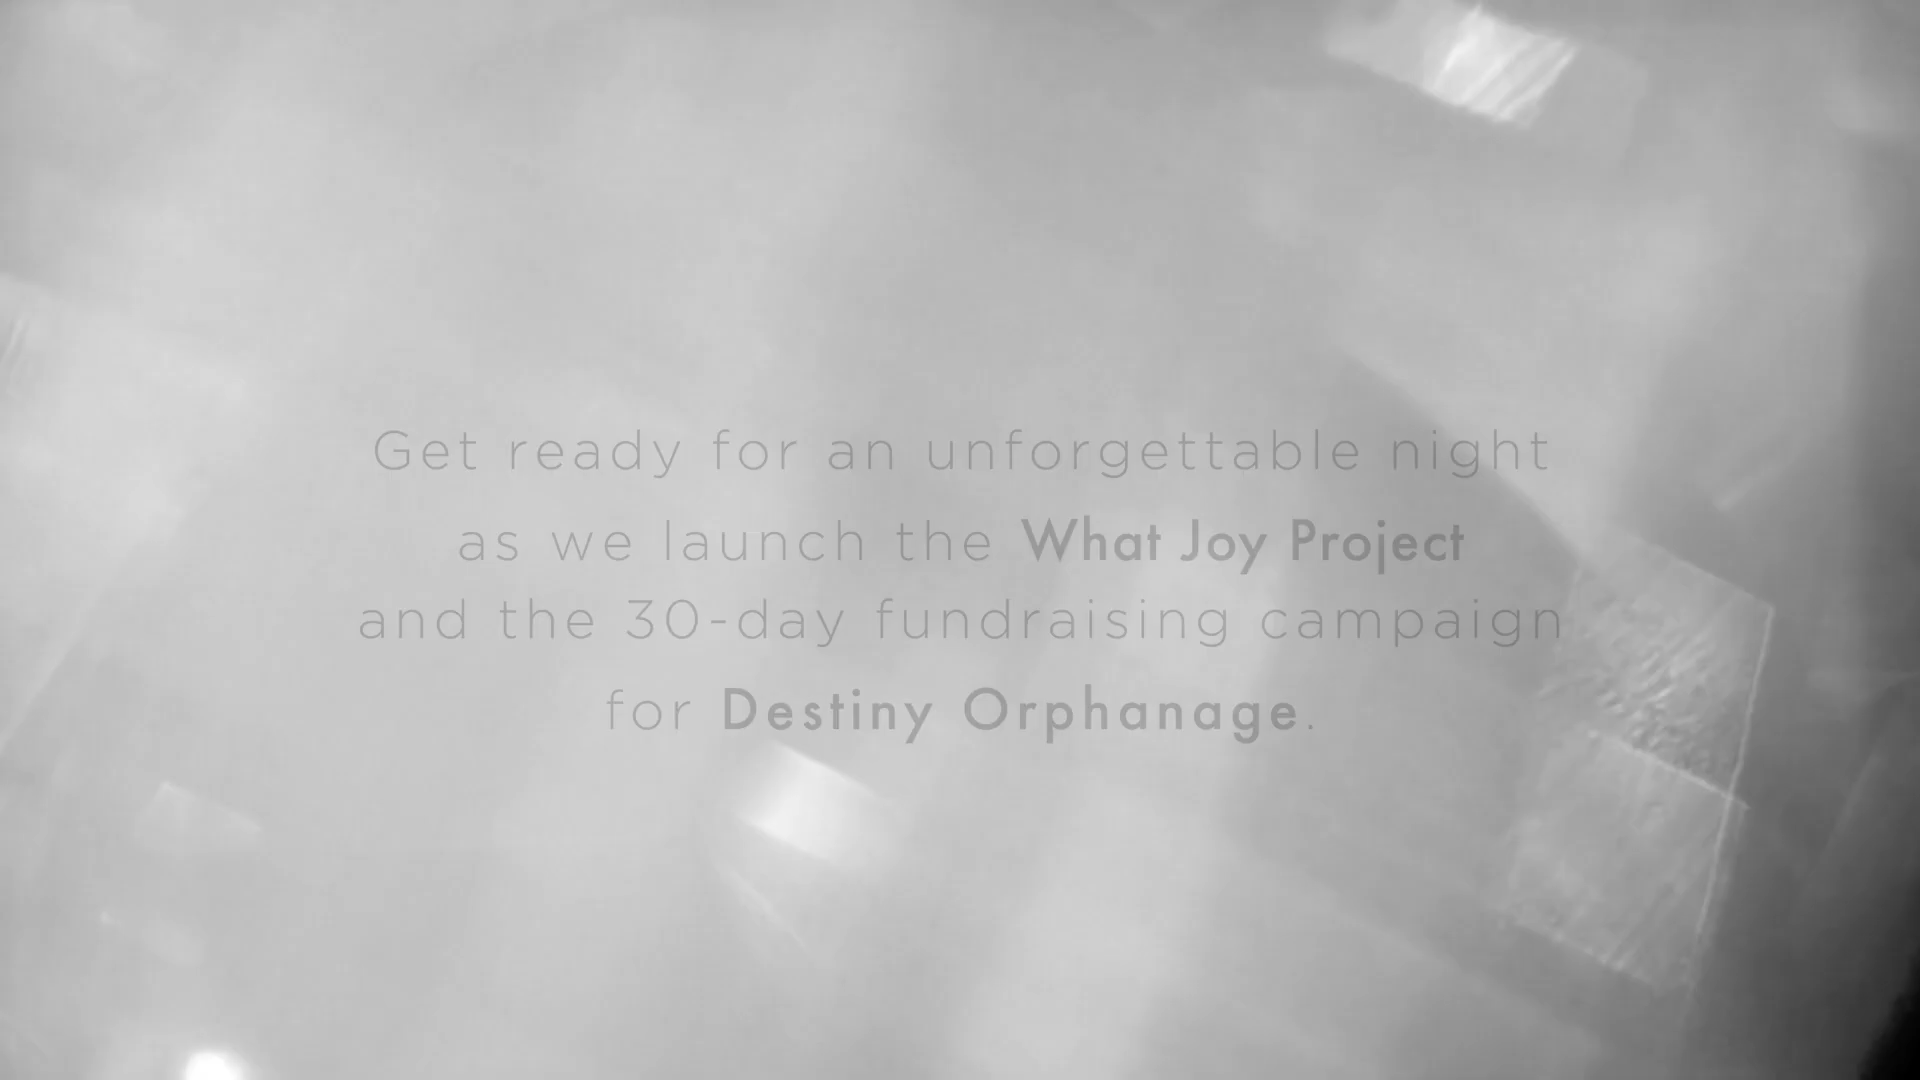 Get ready for an unforgettable night
as we launch the What Joy Project
and the 30-day fundraising campaign
for Destiny Orphanage.